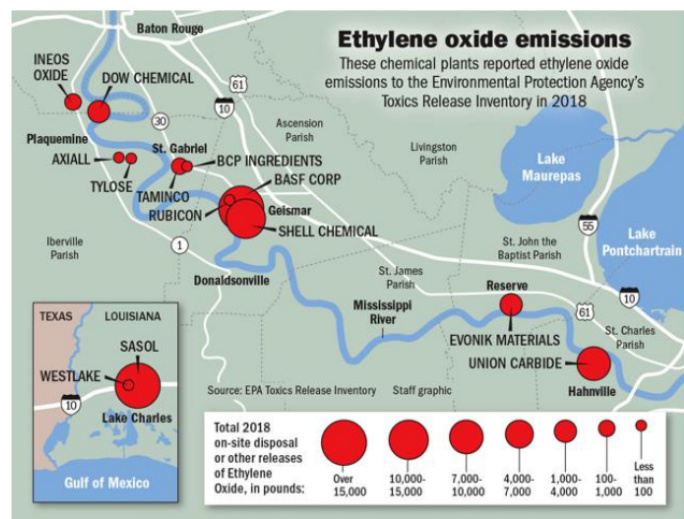 Ethylene oxide emissions
These chemical plants reported ethylene oxide
emissions to the Environmental Protection Agency's
Toxics Release Inventory in 2018
Baton Rouge
INEOS
OXIDE
DOW CHEMICAL
61
10
30
Ascension
Parish
Livingston
Parish
Lake
Maurepas
Plaquemine
St. Gabriel
AXIALL
BCP INGREDIENTS
TYLOSE
BASF CORP
TAMINCO
RUBICON
Geismar
SHELL CHEMICAL
Iberville
Parish
1
Donaldsonville
St. James
Parish
St. John the
Baptist Parish
55
Lake
Pontchartrain
10
Mississippi
River
Reserve
61
St. Charles
Parish
EVONIK MATERIALS
UNION CARBIDE
Hahnville
TEXAS
LOUISIANA
SASOL
WESTLAKE
10
Lake Charles
Gulf of Mexico
Source: EPA Toxics Release Inventory
Staff graphic
Total 2018
on-site disposal
or other releases
of Ethylene
Oxide, in pounds:
Over
15,000
10,000-
15,000
7,000-
10,000
4,000-
7,000
1,000-
4,000
100-
1,000
Less
than
100